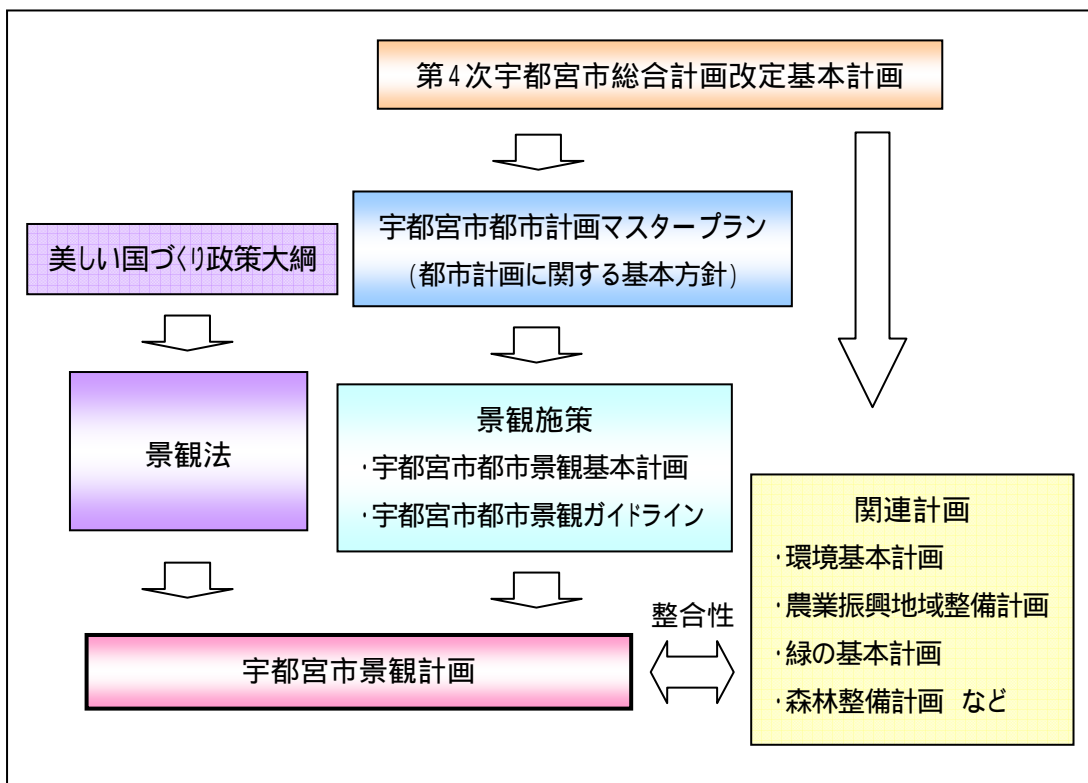 第4次宇都宮市総合計画改定基本計画
宇都宮市都市計画マスタープラン
(都市計画に関する基本方針)
美しい国づくり政策大綱
景観法
景観施策
・宇都宮市都市景観基本計画
・宇都宮市都市景観ガイドライン
関連計画
・環境基本計画
・農業振興地域整備計画
・緑の基本計画
・森林整備計画 など
整合性
宇都宮市景観計画